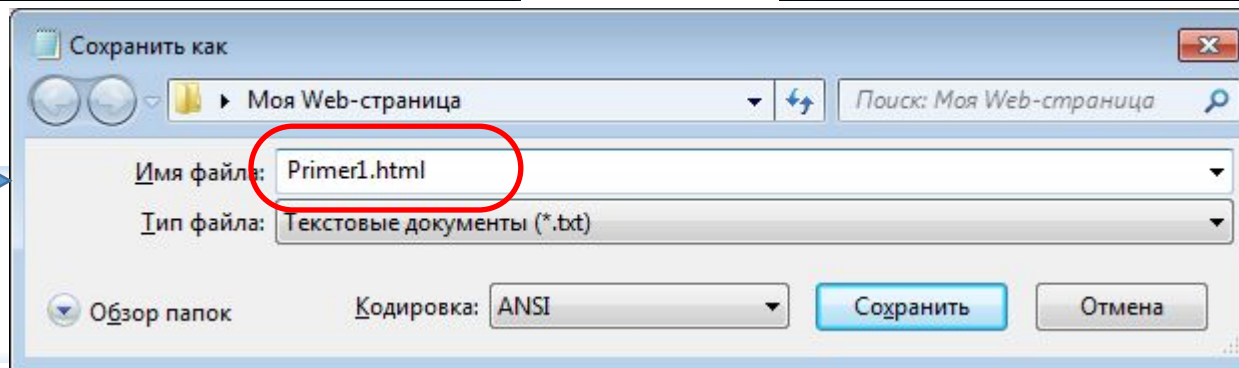 Сохранить как
Моя Web-страница Поиск: Моя Web-страница
Имя файла: Primer1.html
Тип файла: Текстовые документы (*.txt)
Обзор папок Кодировка: ANSI Сохранить Отмена